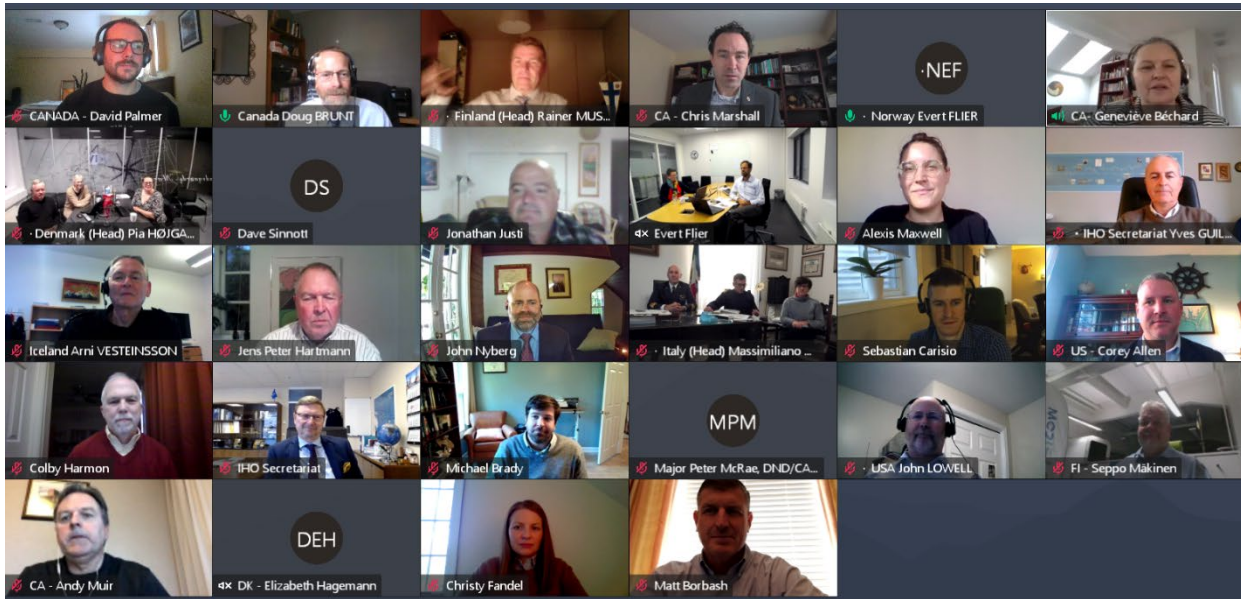 CANADA - David Palmer
Canada Doug BRUNT
· Finland (Head) Rainer MUS...
CA - Chris Marshall
·NEF
· Norway Evert FLIER
CA- Geneviève Béchard
· Denmark (Head) Pia HØJGA...
DS
Dave Sinnott
Jonathan Justi
Evert Flier
Alexis Maxwell
· IHO Secretariat Yves GUIL...
Iceland Arni VESTEINSSON
Jens Peter Hartmann
John Nyberg
· Italy (Head) Massimiliano ...
Sebastian Carisio
US - Corey Allen
Colby Harmon
IHO Secretariat
Michael Brady
MPM
Major Peter McRae, DND/CA...
· USA John LOWELL
FI - Seppo Mäkinen
CA - Andy Muir
DEH
DK - Elizabeth Hagemann
Christy Fandel
Matt Borbash